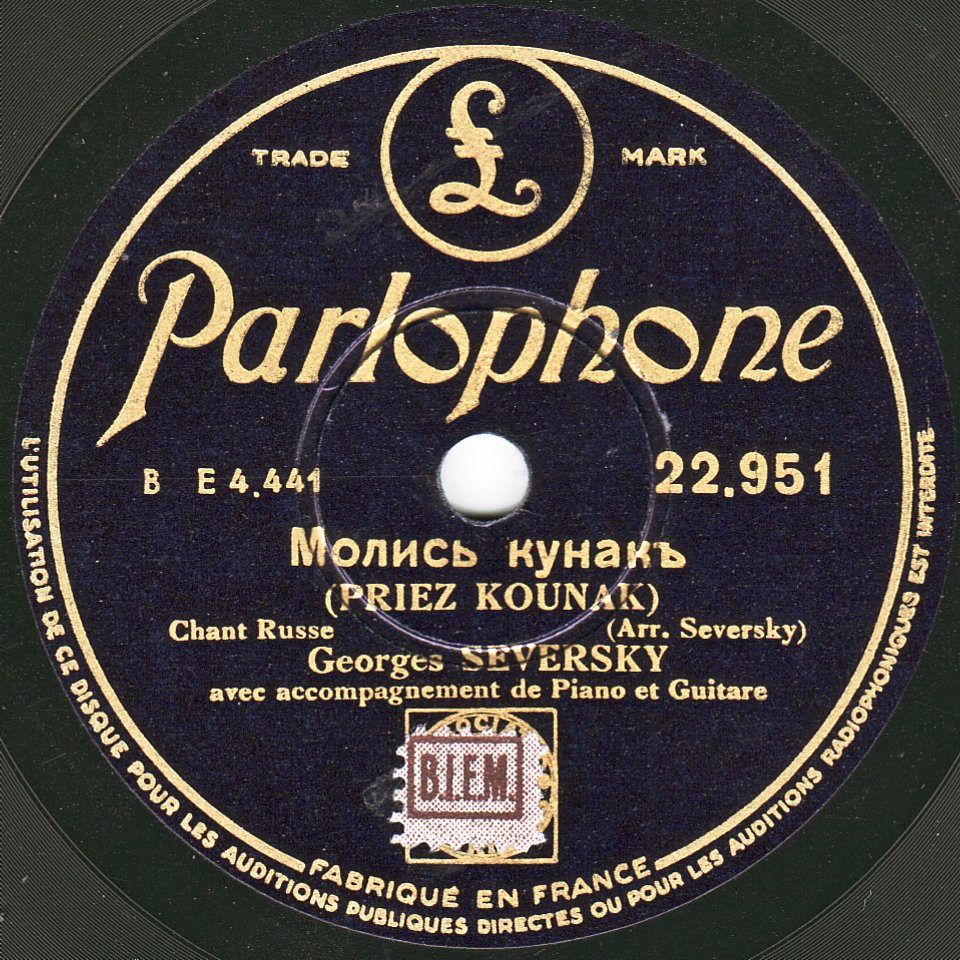 £
TRADE MARK
Parlophone
B E 4.441 22.951
Молись кунакъ
(PRIEZ KOUNAK)
Chant Russe (Arr. Seversky)
Georges SEVERSKY
avec accompagnement de Piano et Guitare
B.I.E.M.
FABRIQUÉ EN FRANCE
L'UTILISATION DE CE DISQUE POUR LES AUDITIONS PUBLIQUES DIRECTES OU POUR LES AUDITIONS RADIOPHONIQUES EST INTERDITE